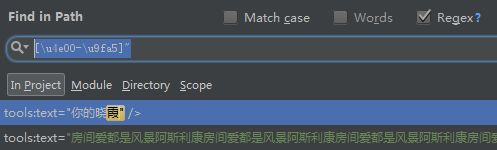 Find in Path
Match case
Words
Regex?
[\u4e00-\u9fa5]"
In Project Module Directory Scope
tools:text="你的晓霞" />
tools:text="房间爱都是风景阿斯利康房间爱都是风景阿斯利康房间爱都是风景阿斯利康房间爱